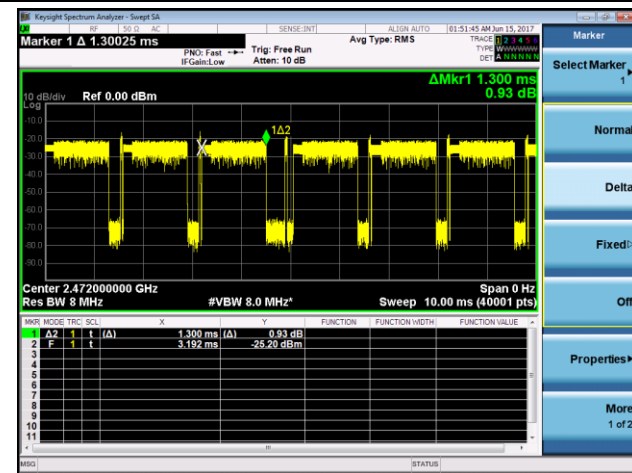 Keysight Spectrum Analyzer - Swept SA
RF 50 Ω AC SENSE:INT ALIGN AUTO 01:51:45 AM Jun 15, 2017
Marker 1 Δ 1.30025 ms
PNO: Fast Trig: Free Run
IFGain:Low Atten: 10 dB
Avg Type: RMS
TRACE 1 2 3 4 5 6
TYPE WWWWWW
DET A N N N N N
Marker
Select Marker
1
Normal
Delta
Fixed
Off
Properties
More
1 of 2
ΔMkr1 1.300 ms
0.93 dB
10 dB/div Ref 0.00 dBm
Log
-10.0
-20.0
-30.0
-40.0
-50.0
-60.0
-70.0
-80.0
-90.0
1Δ2
Center 2.472000000 GHz Span 0 Hz
Res BW 8 MHz #VBW 8.0 MHz* Sweep 10.00 ms (40001 pts)
MKR MODE TRC SCL X Y FUNCTION FUNCTION WIDTH FUNCTION VALUE
1 Δ2 1 t (Δ) 1.300 ms (Δ) 0.93 dB
2 F 1 t 3.192 ms -25.20 dBm
3
4
5
6
7
8
9
10
11
MSG STATUS